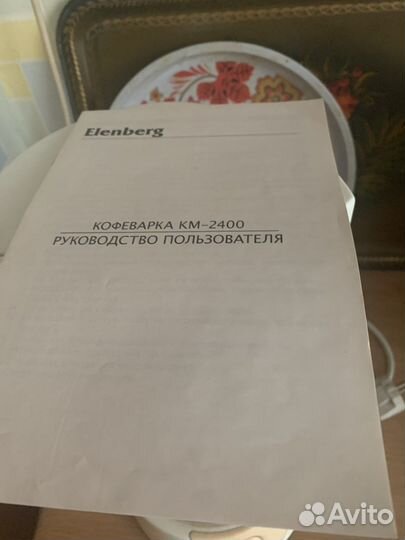 Elenberg
КОФЕВАРКА КМ-2400
РУКОВОДСТВО ПОЛЬЗОВАТЕЛЯ
Avito